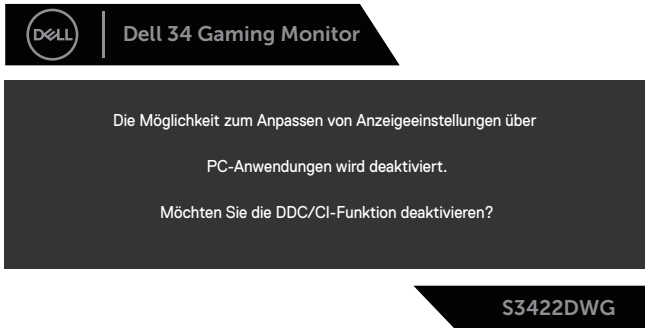 DELL
Dell 34 Gaming Monitor
Die Möglichkeit zum Anpassen von Anzeigeeinstellungen über
PC-Anwendungen wird deaktiviert.
Möchten Sie die DDC/CI-Funktion deaktivieren?
S3422DWG